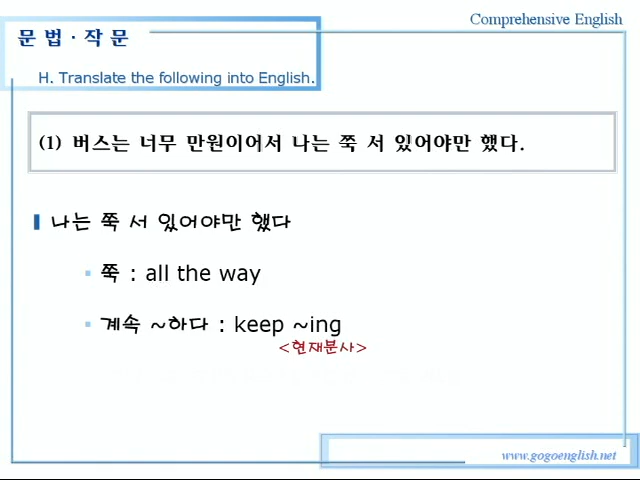 Comprehensive English
문 법 · 작 문
H. Translate the following into English.
(1) 버스는 너무 만원이어서 나는 쭉 서 있어야만 했다.
나는 쭉 서 있어야만 했다
쭉 : all the way
계속 ~하다 : keep ~ing
<현재분사>
www.gogoenglish.net